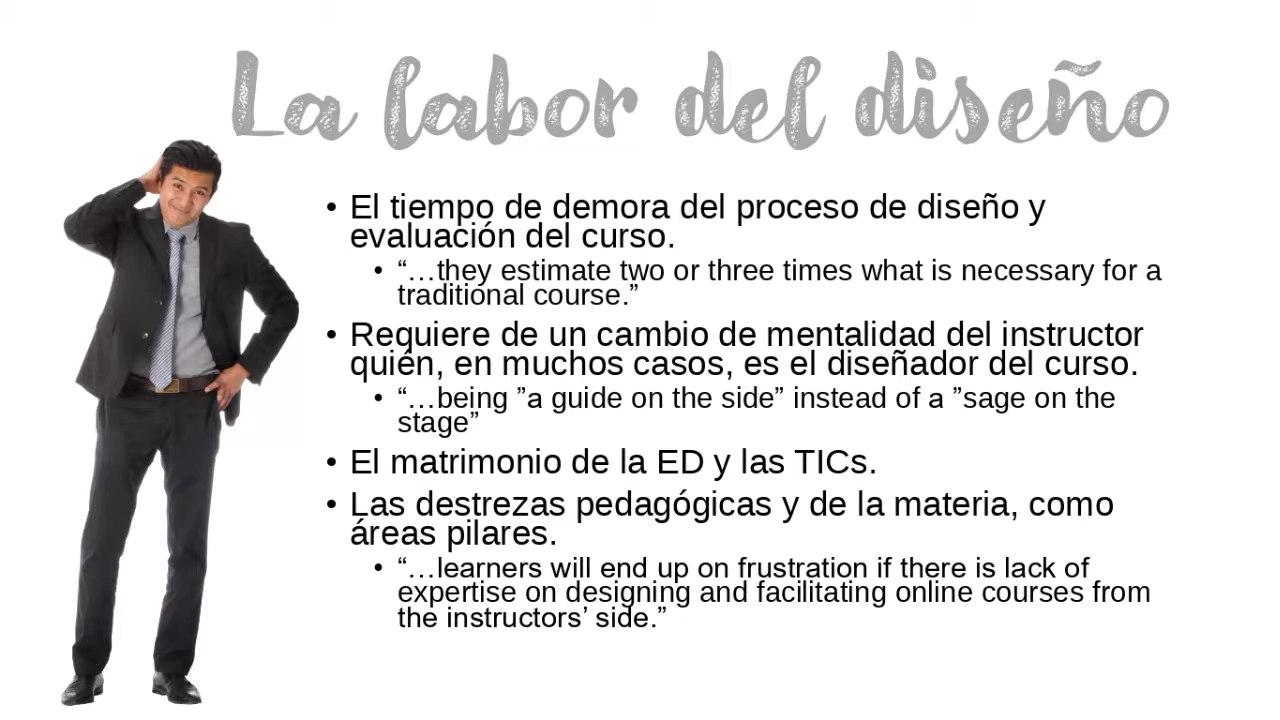 La labor del diseño
• El tiempo de demora del proceso de diseño y
evaluación del curso.
• “…they estimate two or three times what is necessary for a
traditional course.”
• Requiere de un cambio de mentalidad del instructor
quién, en muchos casos, es el diseñador del curso.
• “…being ”a guide on the side” instead of a ”sage on the
stage”
• El matrimonio de la ED y las TICs.
• Las destrezas pedagógicas y de la materia, como
áreas pilares.
• “…learners will end up on frustration if there is lack of
expertise on designing and facilitating online courses from
the instructors’ side.”